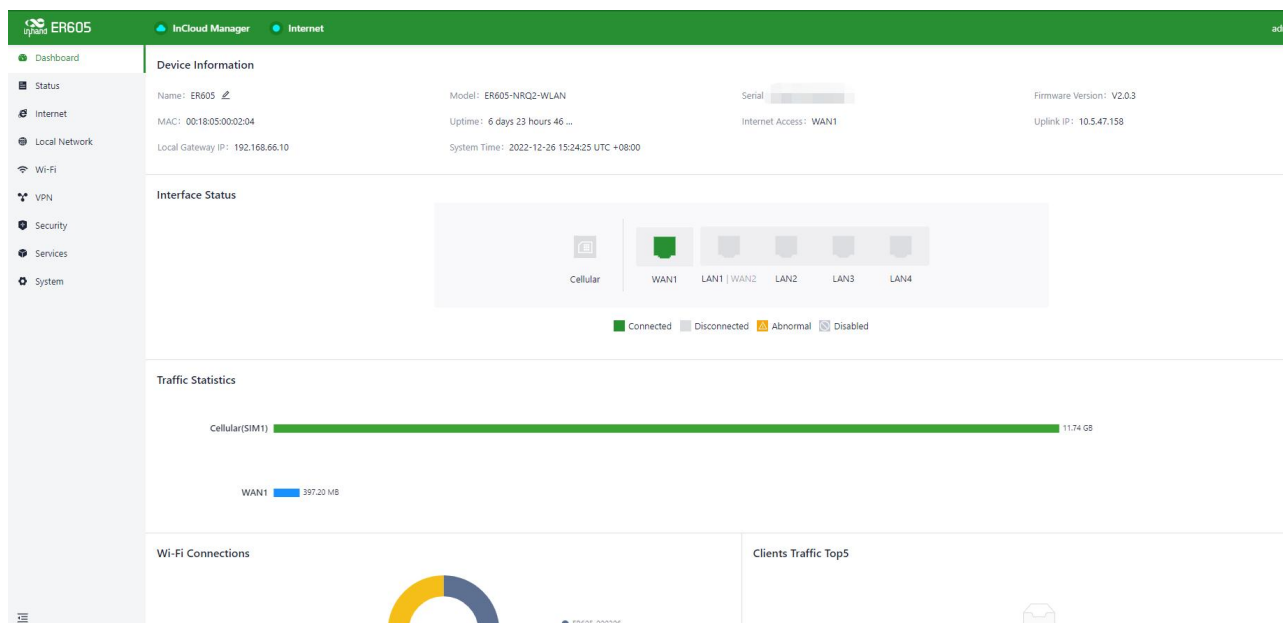 inhand ER605
InCloud Manager
Internet
Dashboard
Status
Internet
Local Network
Wi-Fi
VPN
Security
Services
System
Device Information
Name: ER605
Model: ER605-NRQ2-WLAN
Serial
Firmware Version: V2.0.3
MAC: 00:18:05:00:02:04
Uptime: 6 days 23 hours 46 ...
Internet Access: WAN1
Uplink IP: 10.5.47.158
Local Gateway IP: 192.168.66.10
System Time: 2022-12-26 15:24:25 UTC +08:00
Interface Status
Cellular
WAN1
LAN1 | WAN2
LAN2
LAN3
LAN4
Connected
Disconnected
Abnormal
Disabled
Traffic Statistics
Cellular(SIM1)
11.74 GB
WAN1
397.20 MB
Wi-Fi Connections
Clients Traffic Top5